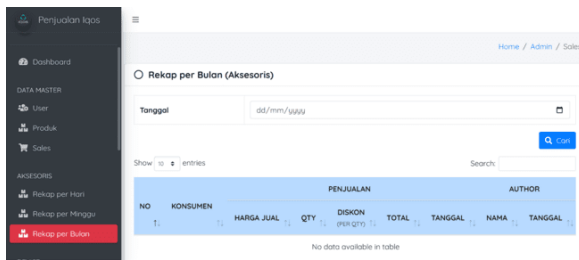 Penjualan Iqos
Home / Admin / Sales
Dashboard
DATA MASTER
User
Produk
Sales
AKSESORIS
Rekap per Hari
Rekap per Minggu
Rekap per Bulan
Rekap per Bulan (Aksesoris)
Tanggal
dd/mm/yyyy
Cari
Show 10 entries
Search:
PENJUALAN AUTHOR
NO KONSUMEN HARGA JUAL QTY DISKON (PER QTY) TOTAL TANGGAL NAMA TANGGAL
No data available in table